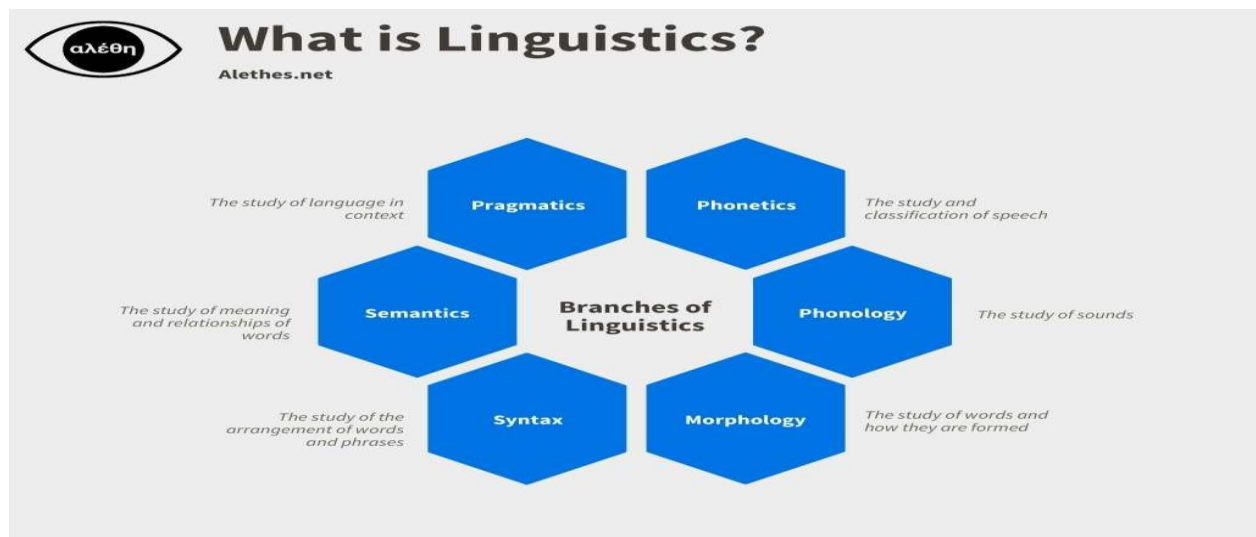 αλέθη
What is Linguistics?
Alethes.net
Pragmatics
The study of language in
context
Phonetics
The study and
classification of speech
Semantics
The study of meaning
and relationships of
words
Branches of
Linguistics
Phonology
The study of sounds
Syntax
The study of the
arrangement of words
and phrases
Morphology
The study of words and
how they are formed